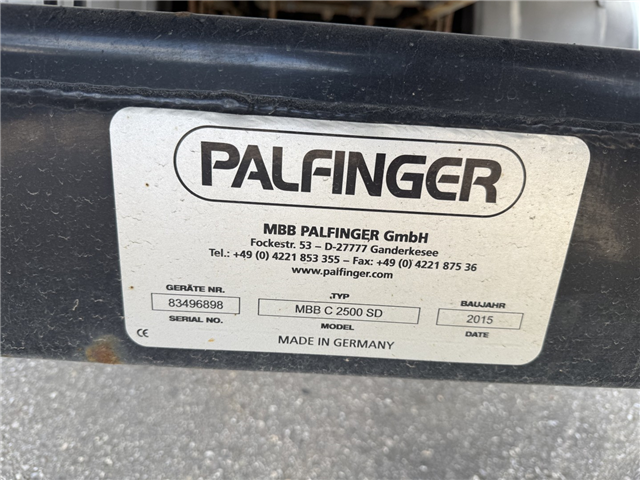 PALFINGER
MBB PALFINGER GmbH
Fockestr. 53 – D-27777 Ganderkesee
Tel.: +49 (0) 4221 853 355 – Fax: +49 (0) 4221 875 36
www.palfinger.com
GERÄTE NR. .TYP BAUJAHR
83496898 MBB C 2500 SD 2015
SERIAL NO. MODEL DATE
CE MADE IN GERMANY